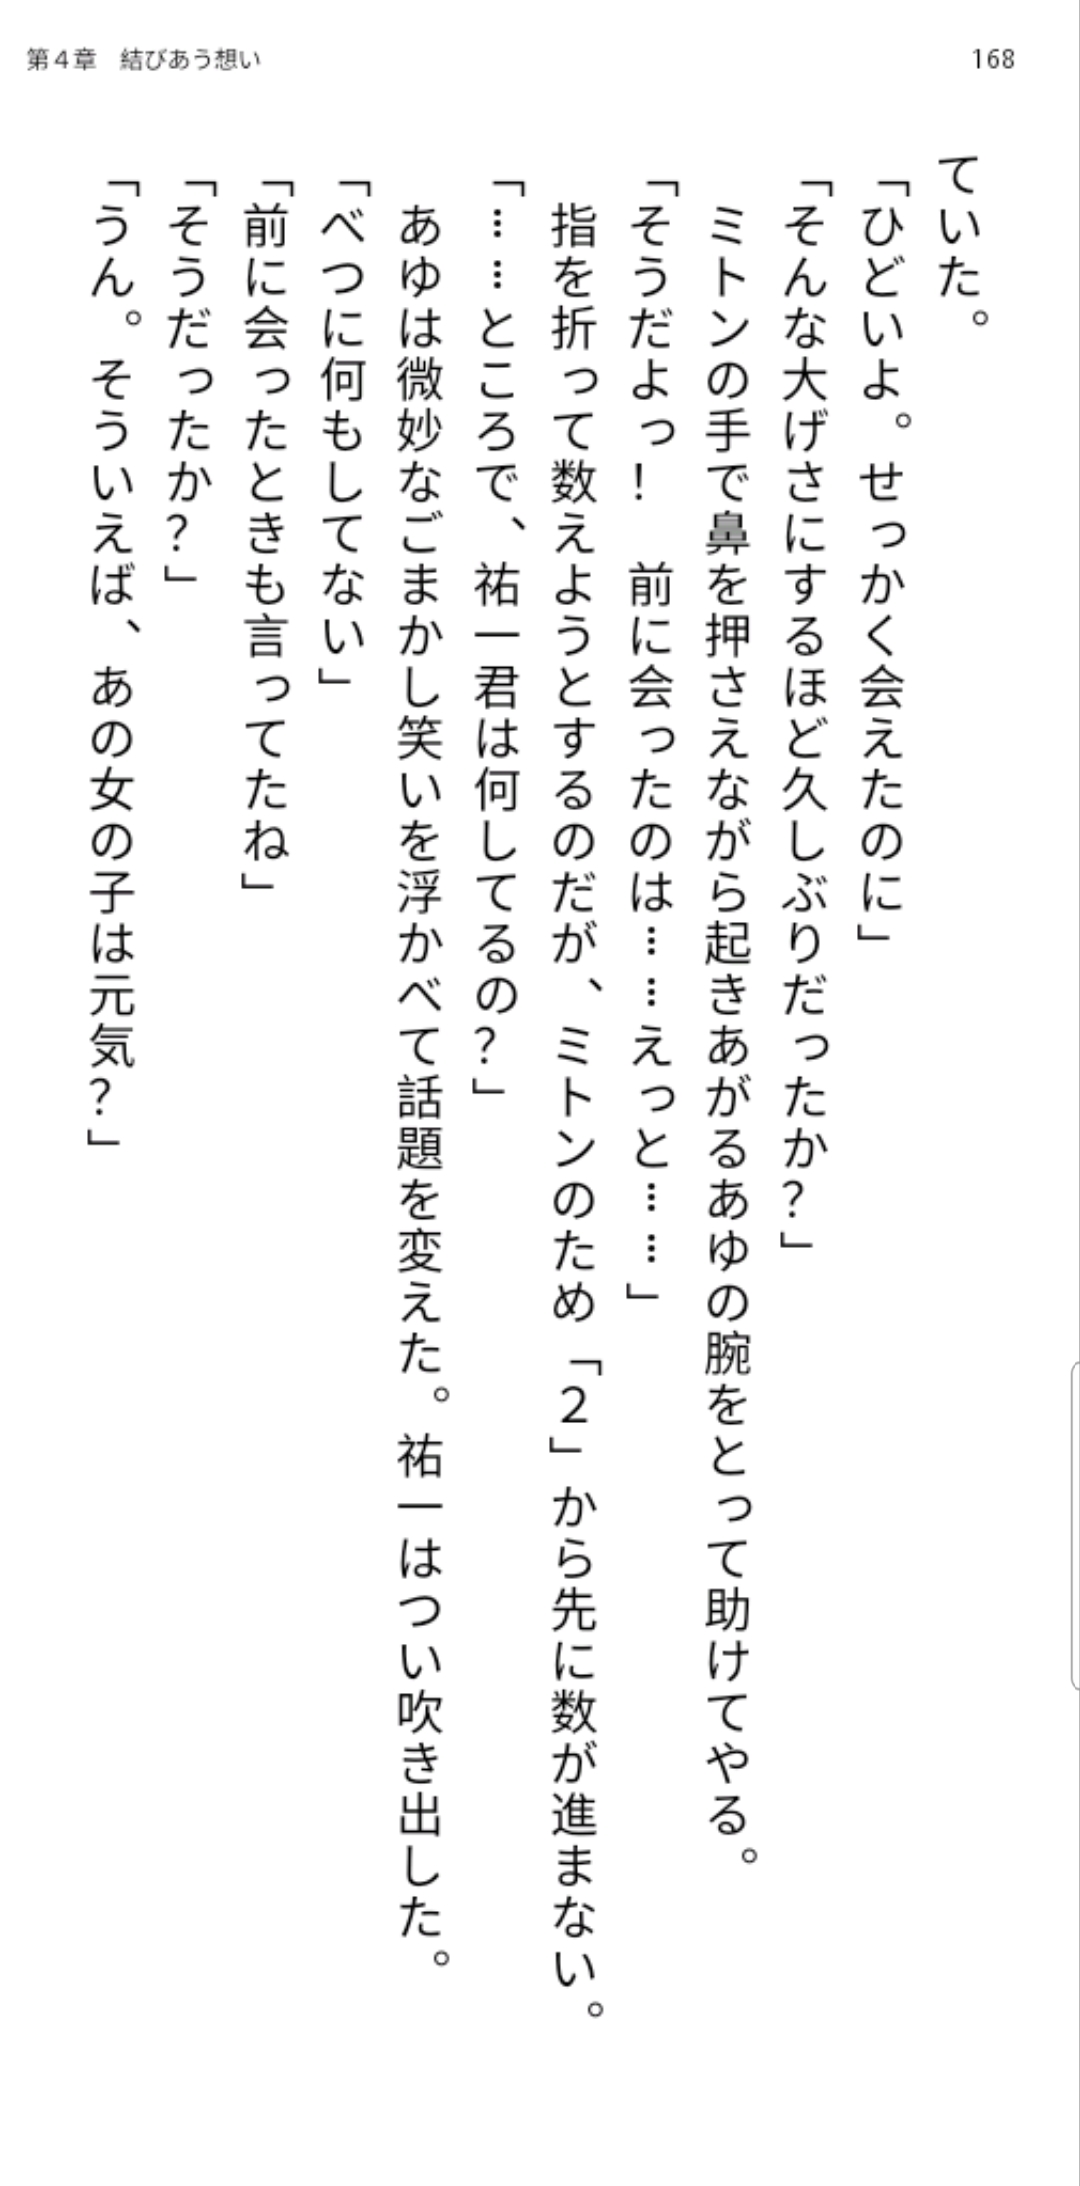 第４章　結びあう想い
168
ていた。
「ひどいよ。せっかく会えたのに」
「そんな大げさにするほど久しぶりだったか？」
　ミトンの手で鼻を押さえながら起きあがるあゆの腕をとって助けてやる。
「そうだよっ！　前に会ったのは……えっと……」
　指を折って数えようとするのだが、ミトンのため「２」から先に数が進まない。
「……ところで、祐一君は何してるの？」
　あゆは微妙なごまかし笑いを浮かべて話題を変えた。祐一はつい吹き出した。
「べつに何もしてない」
「前に会ったときも言ってたね」
「そうだったか？」
「うん。そういえば、あの女の子は元気？」